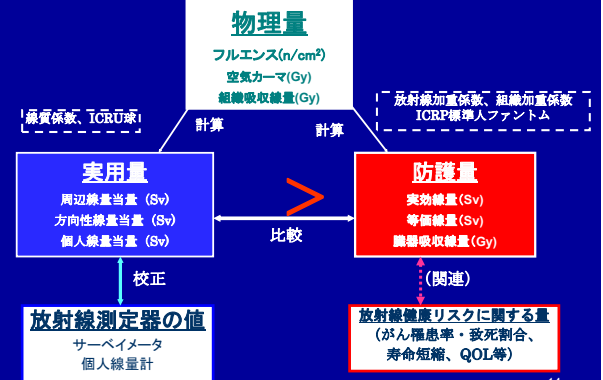 物理量
フルエンス(n/cm²)
空気カーマ(Gy)
組織吸収線量(Gy)
線質係数、ICRU球
放射線加重係数、組織加重係数
ICRP標準人ファントム
計算
計算
実用量
周辺線量当量（Sv）
方向性線量当量（Sv）
個人線量当量（Sv）
>
比較
防護量
実効線量(Sv)
等価線量(Sv)
臓器吸収線量(Gy)
校正
(関連)
放射線測定器の値
サーベイメータ
個人線量計
放射線健康リスクに関する量
（がん罹患率・致死割合、
寿命短縮、QOL等）